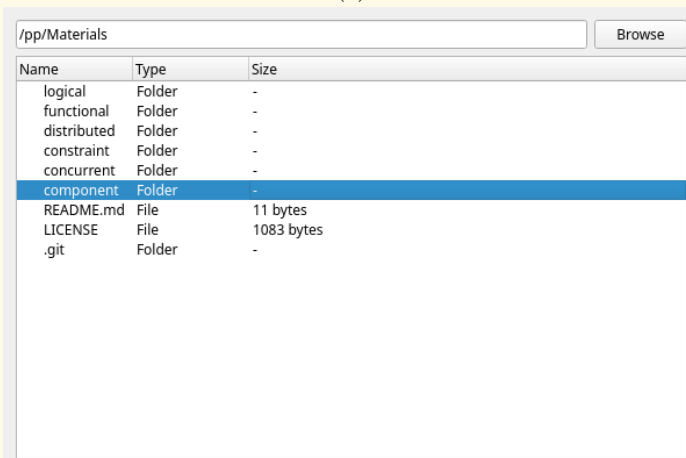 /pp/Materials Browse
Name Type Size
logical Folder -
functional Folder -
distributed Folder -
constraint Folder -
concurrent Folder -
component Folder -
README.md File 11 bytes
LICENSE File 1083 bytes
.git Folder -